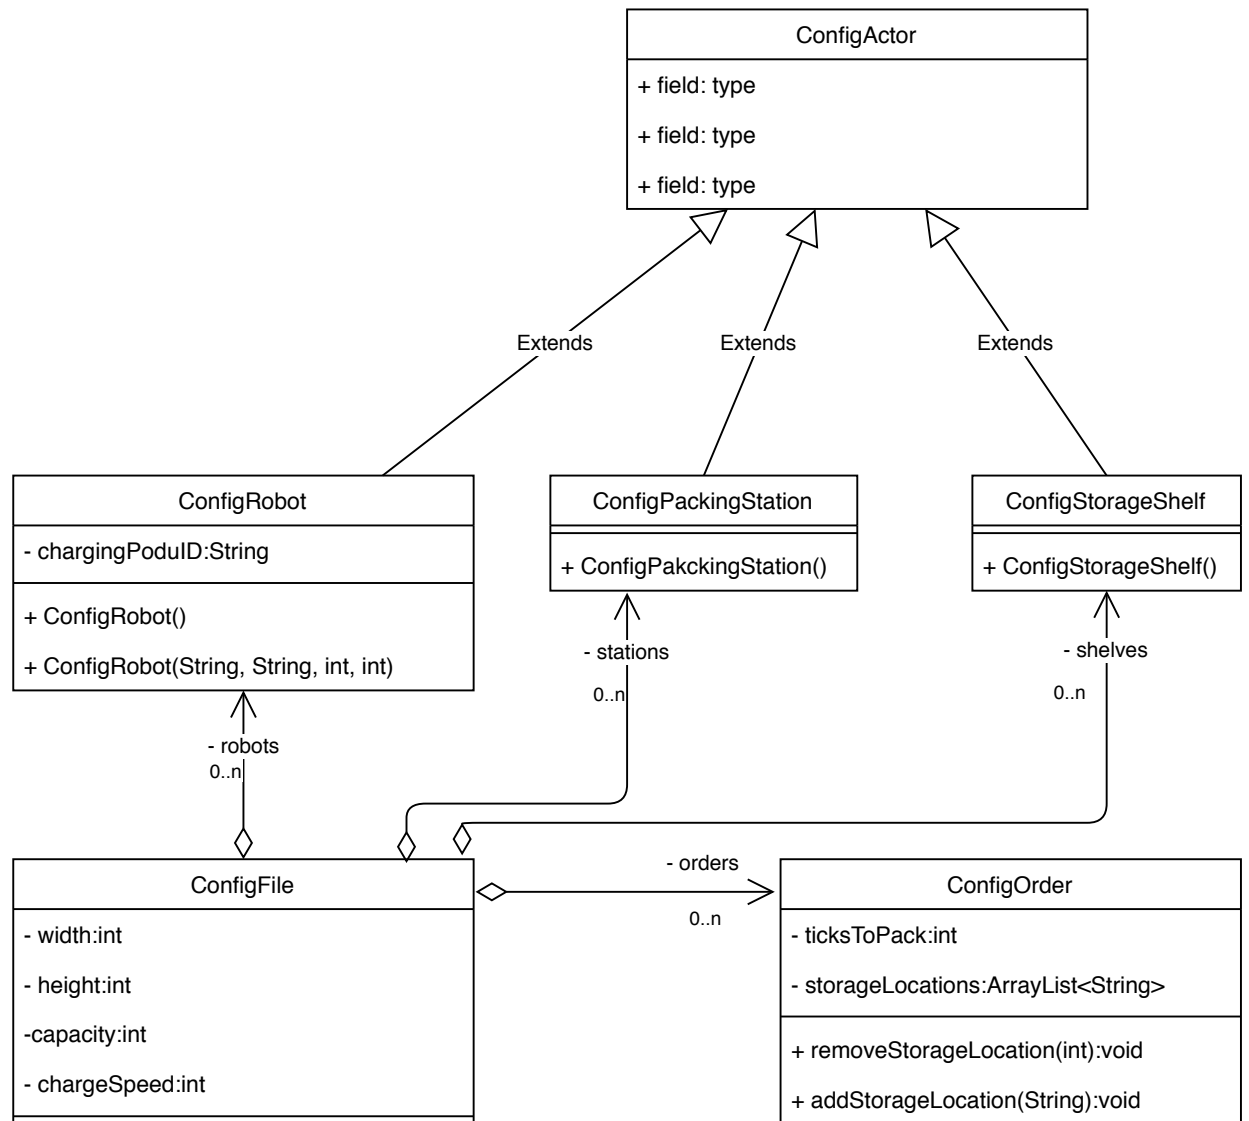 ConfigActor
+ field: type
+ field: type
+ field: type
Extends
Extends
Extends
ConfigRobot
- chargingPoduID:String
+ ConfigRobot()
+ ConfigRobot(String, String, int, int)
ConfigPackingStation
+ ConfigPakckingStation()
ConfigStorageShelf
+ ConfigStorageShelf()
- stations
0..n
- shelves
0..n
- robots
0..n
ConfigFile
- width:int
- height:int
-capacity:int
- chargeSpeed:int
- orders
0..n
ConfigOrder
- ticksToPack:int
- storageLocations:ArrayList<String>
+ removeStorageLocation(int):void
+ addStorageLocation(String):void